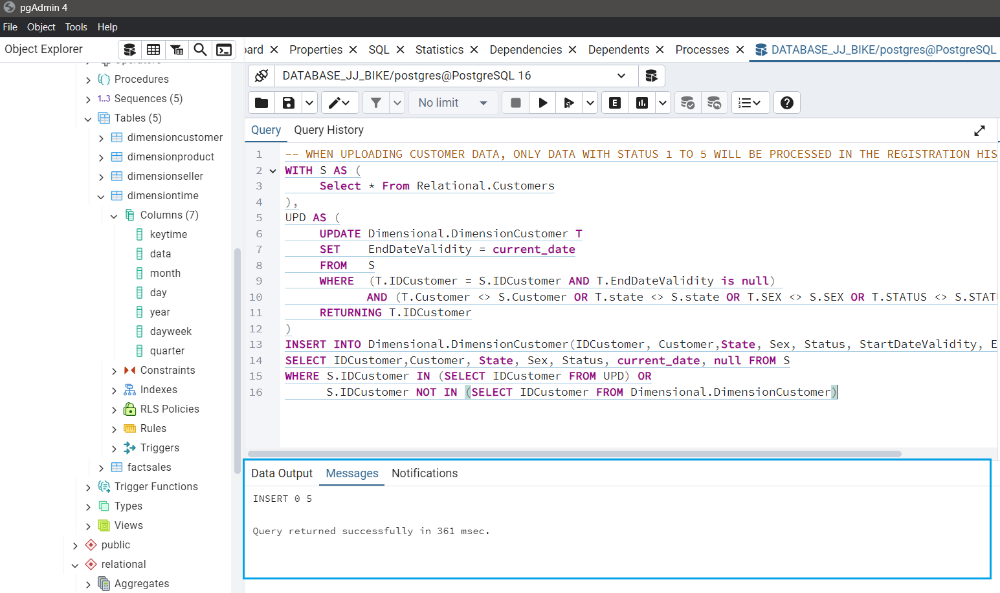 pgAdmin 4
File Object Tools Help
Object Explorer
Operators
Procedures
1..3 Sequences (5)
Tables (5)
dimensioncustomer
dimensionproduct
dimensionseller
dimensiontime
Columns (7)
keytime
data
month
day
year
dayweek
quarter
Constraints
Indexes
RLS Policies
Rules
Triggers
factsales
Trigger Functions
Types
Views
public
relational
Aggregates
oard Properties SQL Statistics Dependencies Dependents Processes DATABASE_JJ_BIKE/postgres@PostgreSQL
DATABASE_JJ_BIKE/postgres@PostgreSQL 16
No limit E
Query Query History
1 -- WHEN UPLOADING CUSTOMER DATA, ONLY DATA WITH STATUS 1 TO 5 WILL BE PROCESSED IN THE REGISTRATION HIS
2 WITH S AS (
3 Select * From Relational.Customers
4 ),
5 UPD AS (
6 UPDATE Dimensional.DimensionCustomer T
7 SET EndDateValidity = current_date
8 FROM S
9 WHERE (T.IDCustomer = S.IDCustomer AND T.EndDateValidity is null)
10 AND (T.Customer <> S.Customer OR T.state <> S.state OR T.SEX <> S.SEX OR T.STATUS <> S.STAT
11 RETURNING T.IDCustomer
12 )
13 INSERT INTO Dimensional.DimensionCustomer(IDCustomer, Customer,State, Sex, Status, StartDateValidity, E
14 SELECT IDCustomer,Customer, State, Sex, Status, current_date, null FROM S
15 WHERE S.IDCustomer IN (SELECT IDCustomer FROM UPD) OR
16 S.IDCustomer NOT IN (SELECT IDCustomer FROM Dimensional.DimensionCustomer)
Data Output Messages Notifications
INSERT 0 5
Query returned successfully in 361 msec.